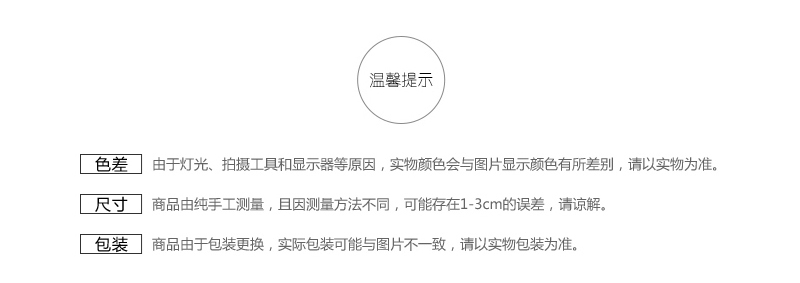 温馨提示
色差 由于灯光、拍摄工具和显示器等原因，实物颜色会与图片显示颜色有所差别，请以实物为准。
尺寸 商品由纯手工测量，且因测量方法不同，可能存在1-3cm的误差，请谅解。
包装 商品由于包装更换，实际包装可能与图片不一致，请以实物包装为准。